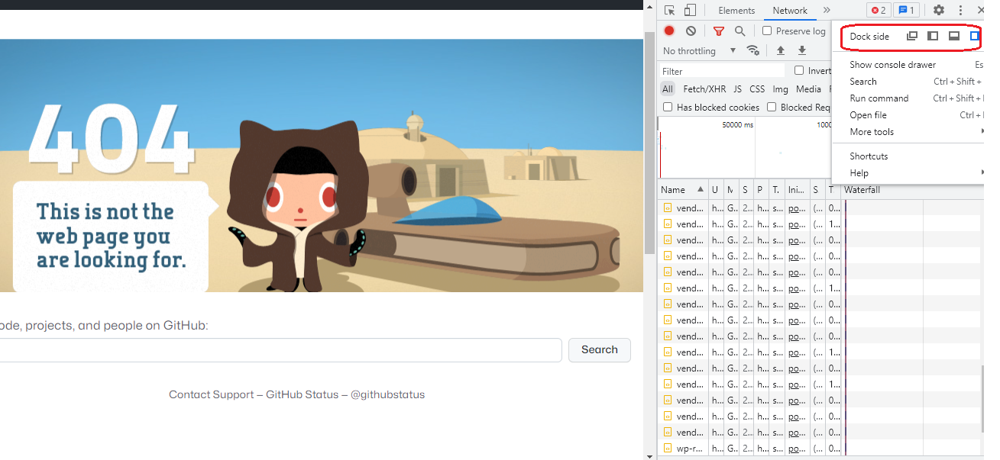 404
This is not the
web page you
are looking for.
ode, projects, and people on GitHub:
Search
Contact Support — GitHub Status — @githubstatus
Elements Network 2 1
Preserve log
No throttling
Filter Invert
All Fetch/XHR JS CSS Img Media
Has blocked cookies Blocked Req
50000 ms 1000
Dock side
Show console drawer Es
Search Ctrl + Shift +
Run command Ctrl + Shift +
Open file Ctrl +
More tools
Shortcuts
Help
Name U M S P T. Ini... S T Waterfall
vend... h... G.. 2... h... s... po... (... 0...
vend... h... G.. 2... h... s... po... (... 1...
vend... h... G.. 2... h... s... po... (... 0...
vend... h... G.. 2... h... s... po... (... 0...
vend... h... G.. 2... h... s... po... (... 0...
vend... h... G.. 2... h... s... po... (... 1...
vend... h... G.. 2... h... s... po... (... 0...
vend... h... G.. 2... h... s... po... (... 0...
vend... h... G.. 2... h... s... po... (... 0...
vend... h... G.. 2... h... s... po... (... 1...
vend... h... G.. 2... h... s... po... (... 0...
vend... h... G.. 2... h... s... po... (... 1...
vend... h... G.. 2... h... s... po... (... 0...
vend... h... G.. 2... h... s... po... (... 0...
vend... h... G.. 2... h... s... po... (... 0...
wp-r... h... G.. 2... h... s... po... (... 0...